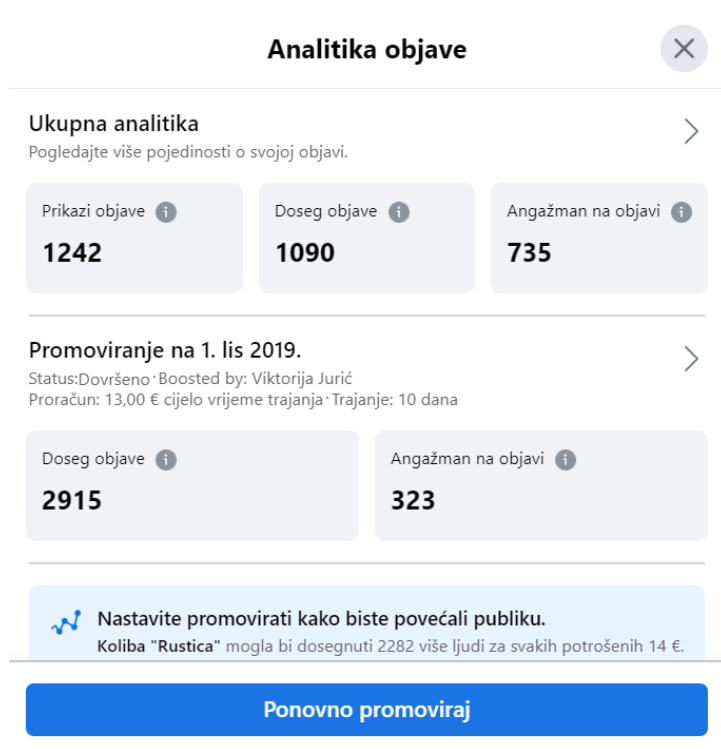 Analitika objave
Ukupna analitika
Pogledajte više pojedinosti o svojoj objavi.
Prikazi objave
1242
Doseg objave
1090
Angažman na objavi
735
Promoviranje na 1. lis 2019.
Status:Dovršeno · Boosted by: Viktorija Jurić
Proračun: 13,00 € cijelo vrijeme trajanja · Trajanje: 10 dana
Doseg objave
2915
Angažman na objavi
323
Nastavite promovirati kako biste povećali publiku.
Koliba "Rustica" mogla bi dosegnuti 2282 više ljudi za svakih potrošenih 14 €.
Ponovno promoviraj